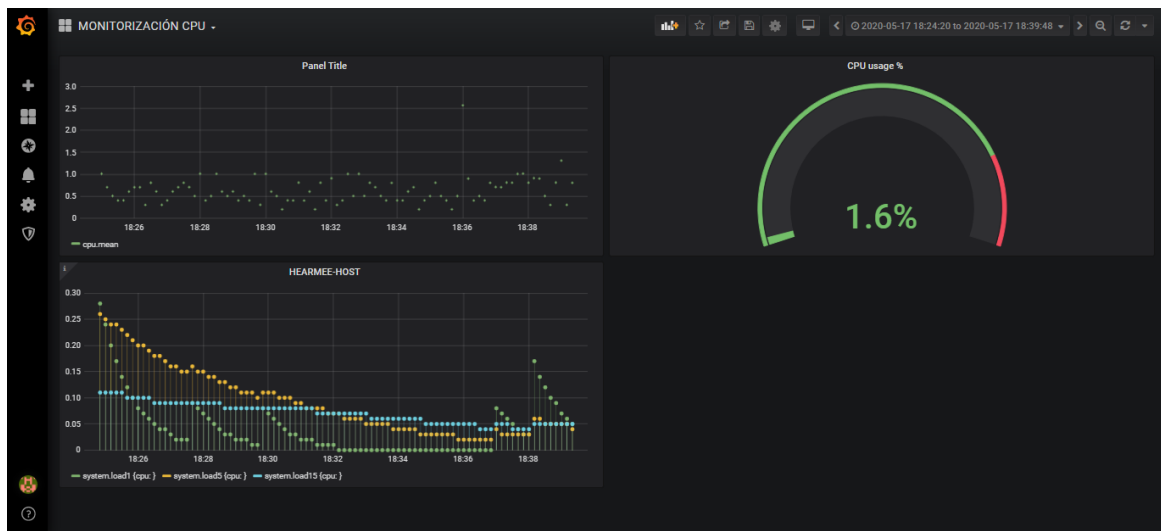 MONITORIZACIÓN CPU
2020-05-17 18:24:20 to 2020-05-17 18:39:48
Panel Title
3.0
2.5
2.0
1.5
1.0
0.5
0
18:26 18:28 18:30 18:32 18:34 18:36 18:38
cpu.mean
CPU usage %
1.6%
HEARMEE-HOST
0.30
0.25
0.20
0.15
0.10
0.05
0
18:26 18:28 18:30 18:32 18:34 18:36 18:38
system.load1 {cpu: } system.load5 {cpu: } system.load15 {cpu: }